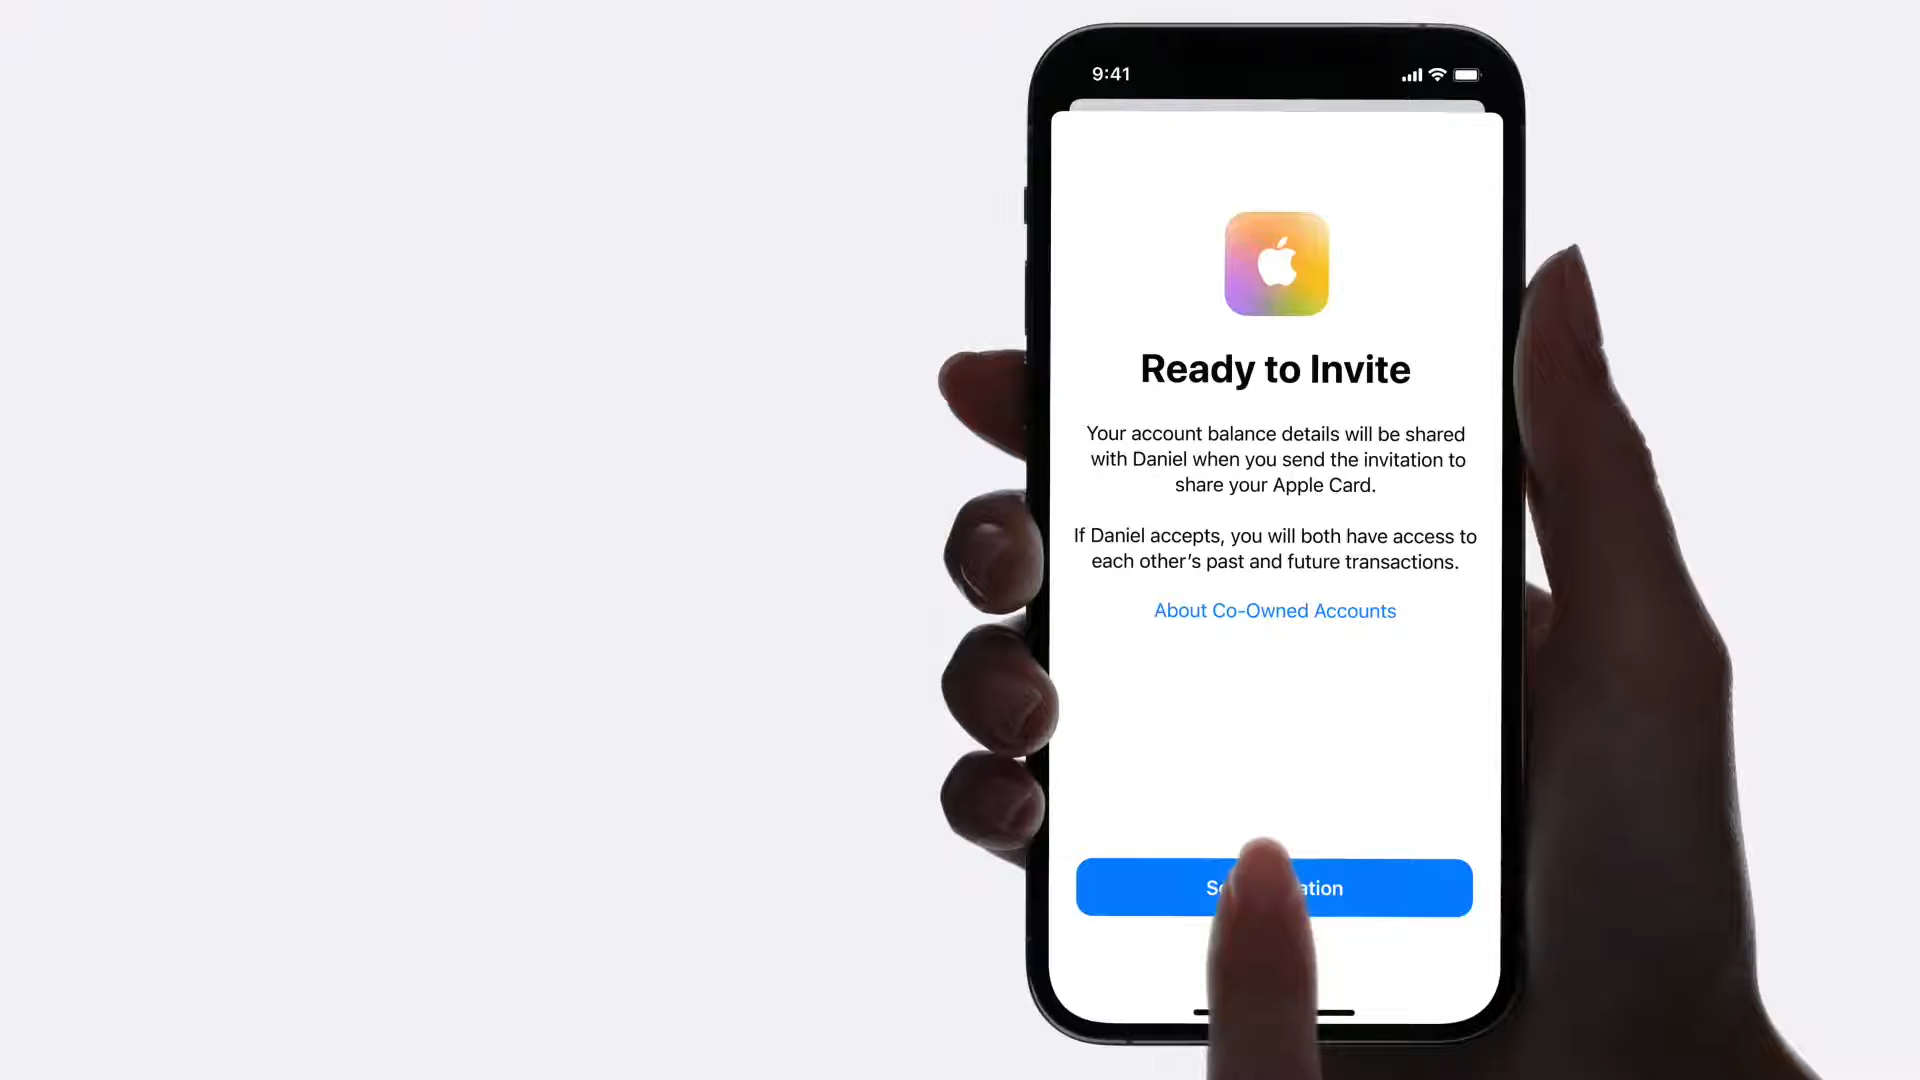 9:41
Ready to Invite
Your account balance details will be shared
with Daniel when you send the invitation to
share your Apple Card.
If Daniel accepts, you will both have access to
each other’s past and future transactions.
About Co-Owned Accounts